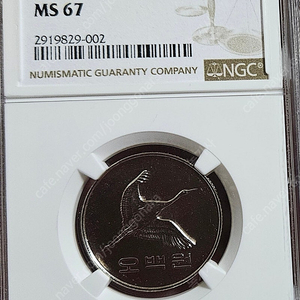 MS 67
2919829-002
NUMISMATIC GUARANTY COMPANY
NGC
오백원